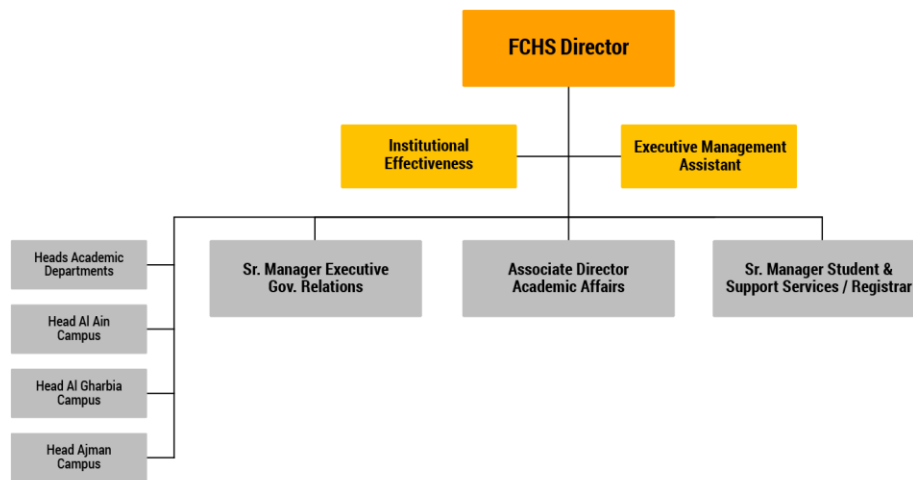 FCHS Director
Institutional
Effectiveness
Executive Management
Assistant
Heads Academic
Departments
Sr. Manager Executive
Gov. Relations
Associate Director
Academic Affairs
Sr. Manager Student &
Support Services / Registrar
Head Al Ain
Campus
Head Al Gharbia
Campus
Head Ajman
Campus